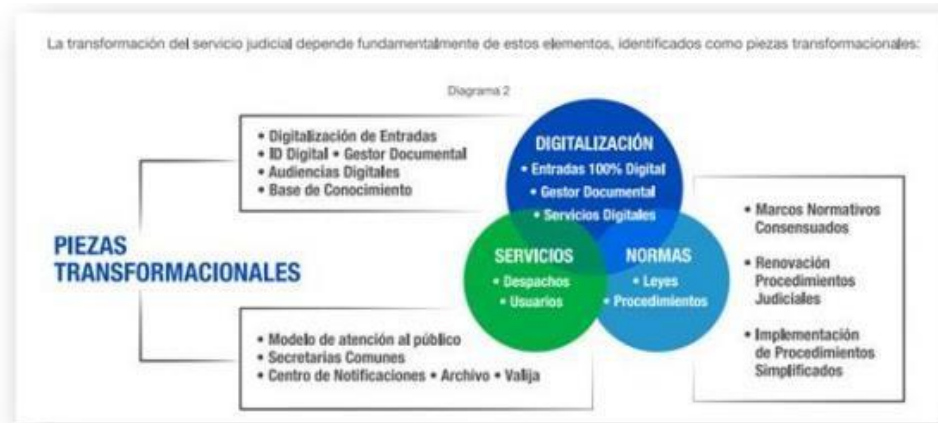 La transformación del servicio judicial depende fundamentalmente de estos elementos, identificados como piezas transformacionales:
Diagrama 2
• Digitalización de Entradas
• ID Digital • Gestor Documental
• Audiencias Digitales
• Base de Conocimiento
DIGITALIZACIÓN
• Entradas 100% Digital
• Gestor Documental
• Servicios Digitales
PIEZAS
TRANSFORMACIONALES
SERVICIOS
• Despachos
• Usuarios
NORMAS
• Leyes
• Procedimientos
• Marcos Normativos
Consensuados
• Renovación
Procedimientos
Judiciales
• Implementación
de Procedimientos
Simplificados
• Modelo de atención al público
• Secretarias Comunes
• Centro de Notificaciones • Archivo • Valija